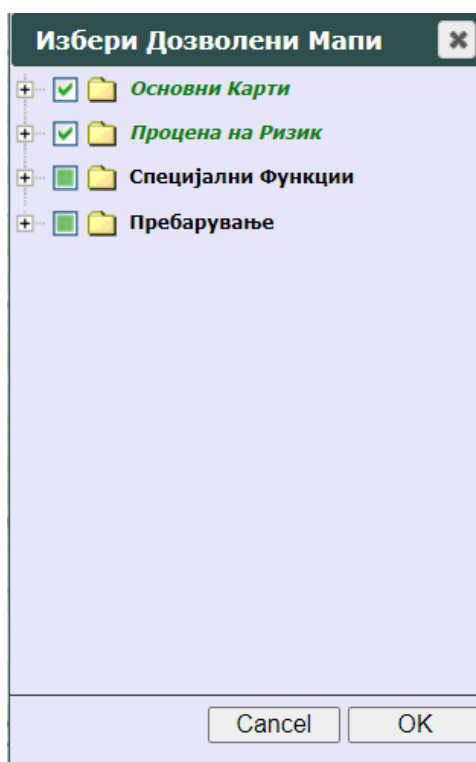 Избери Дозволени Мапи
Основни Карти
Процена на Ризик
Специјални Функции
Пребарување
Cancel OK